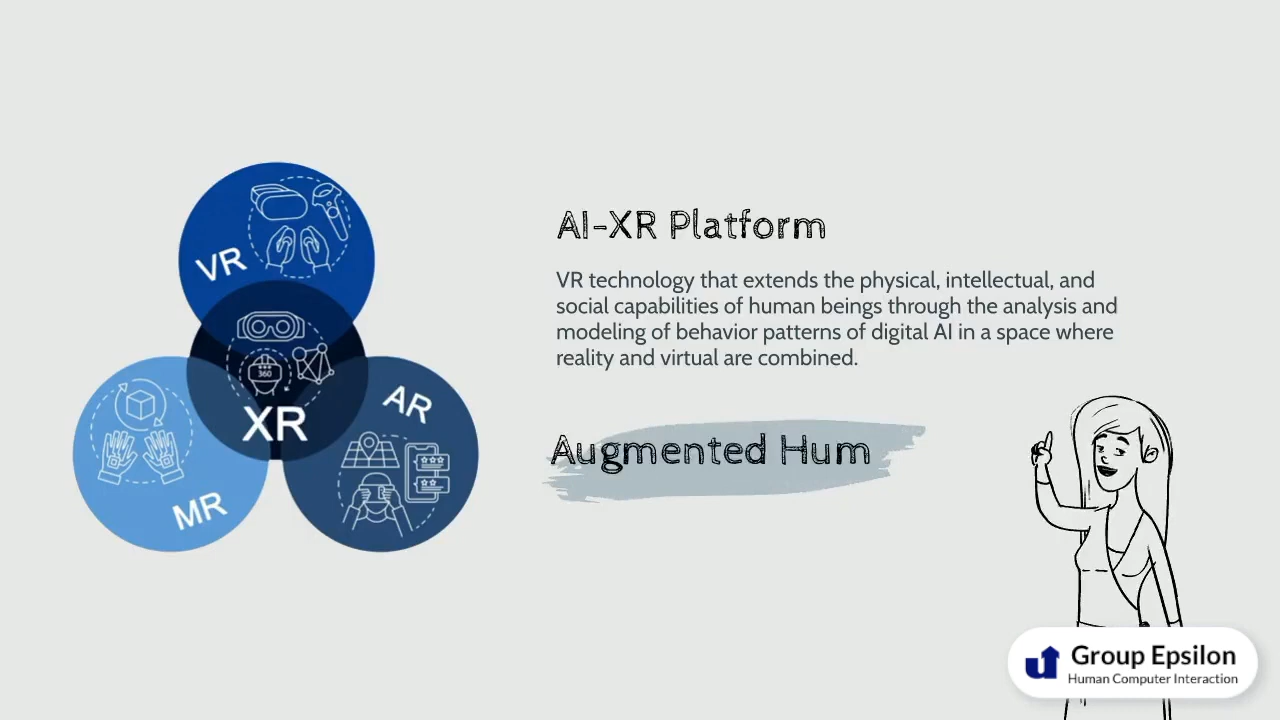 VR
360
XR
AR
MR
AI-XR Platform
VR technology that extends the physical, intellectual, and
social capabilities of human beings through the analysis and
modeling of behavior patterns of digital AI in a space where
reality and virtual are combined.
Augmented Hum
Group Epsilon
Human Computer Interaction